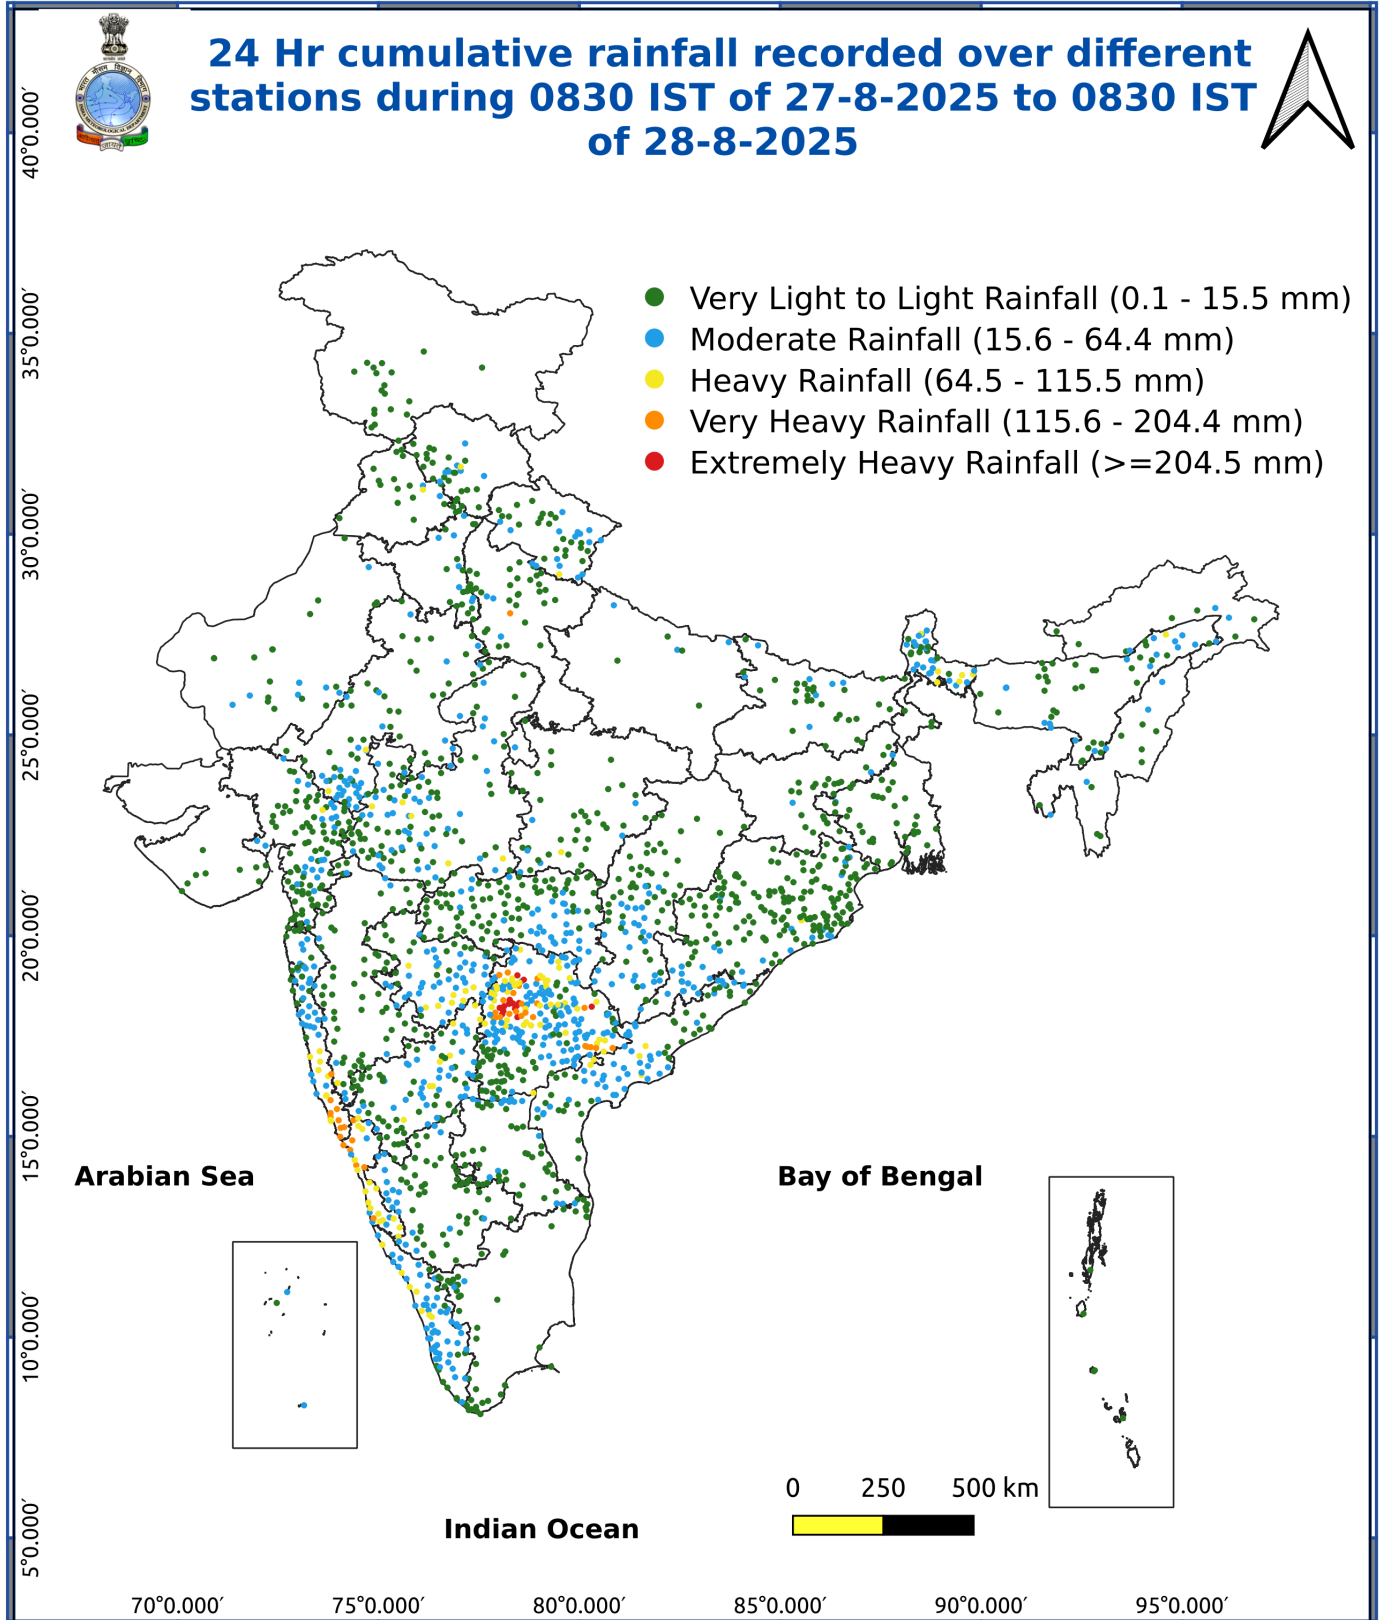 24 Hr cumulative rainfall recorded over different
stations during 0830 IST of 27-8-2025 to 0830 IST
of 28-8-2025
Very Light to Light Rainfall (0.1 - 15.5 mm)
Moderate Rainfall (15.6 - 64.4 mm)
Heavy Rainfall (64.5 - 115.5 mm)
Very Heavy Rainfall (115.6 - 204.4 mm)
Extremely Heavy Rainfall (>=204.5 mm)
40°0.000′
35°0.000′
30°0.000′
25°0.000′
20°0.000′
15°0.000′
10°0.000′
5°0.000′
Arabian Sea
Bay of Bengal
Indian Ocean
0 250 500 km
70°0.000′ 75°0.000′ 80°0.000′ 85°0.000′ 90°0.000′ 95°0.000′